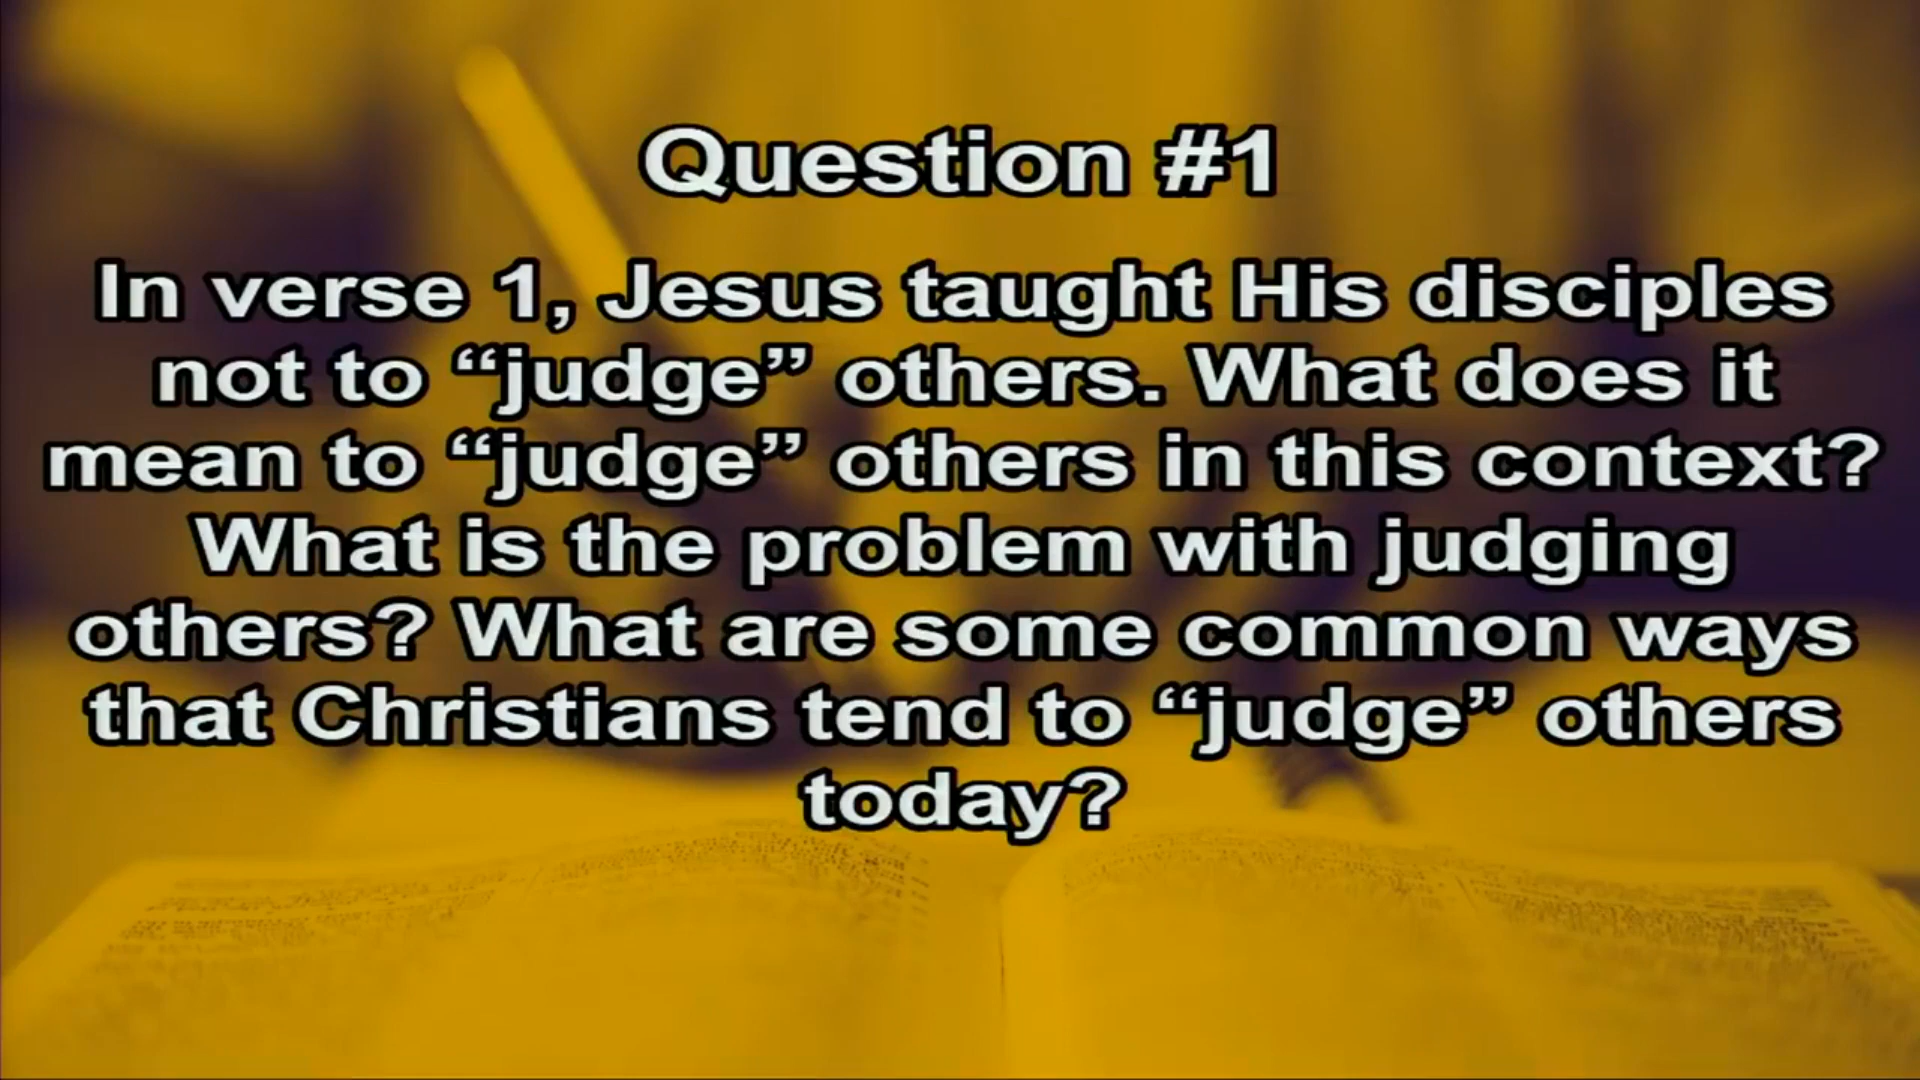 Question #1
In verse 1, Jesus taught His disciples
not to “judge” others. What does it
mean to “judge” others in this context?
What is the problem with judging
others? What are some common ways
that Christians tend to “judge” others
today?